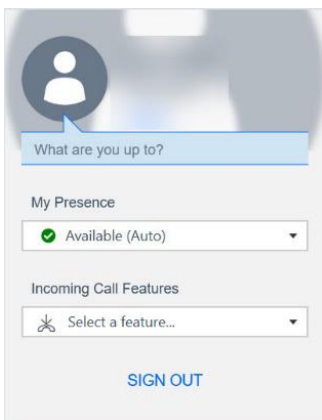 What are you up to?
My Presence
Available (Auto)
Incoming Call Features
Select a feature...
SIGN OUT